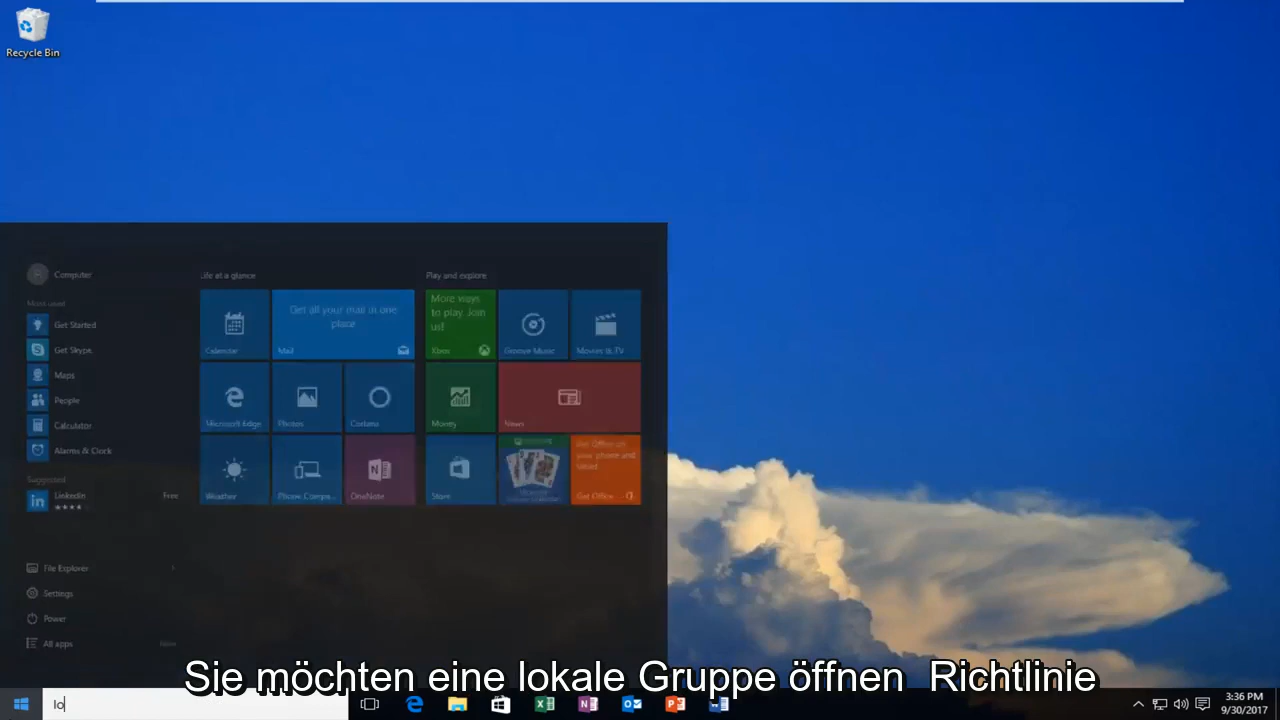 Recycle Bin
Computer
Life at a glance
Play and explore
Most used
Get Started
Get Skype
Maps
People
Calculator
Alarms & Clock
Suggested
LinkedIn
Free
File Explorer
Settings
Power
All apps
New
Calendar
Get all your mail in one
place
Mail
More ways
to play. Join
us!
Xbox
Groove Music
Movies & TV
Microsoft Edge
Photos
Cortana
Money
News
Weather
Phone Compa...
OneNote
Store
Get Office on
your phone and
Get Office...
Sie möchten eine lokale Gruppe öffnen Richtlinie
lo
3:36 PM
9/30/2017